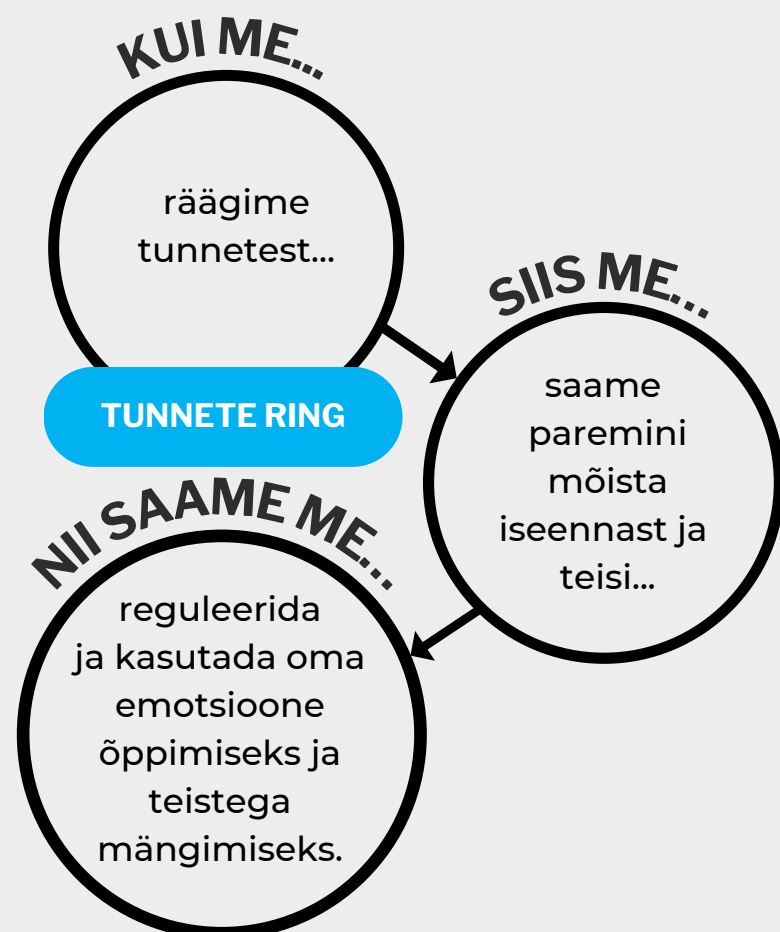 KUI ME...
räägime
tunnetest...
SIIS ME...
saame
paremini
mõista
iseennast ja
teisi...
TUNNETE RING
NII SAAME ME...
reguleerida
ja kasutada oma
emotsioone
õppimiseks ja
teistega
mängimiseks.